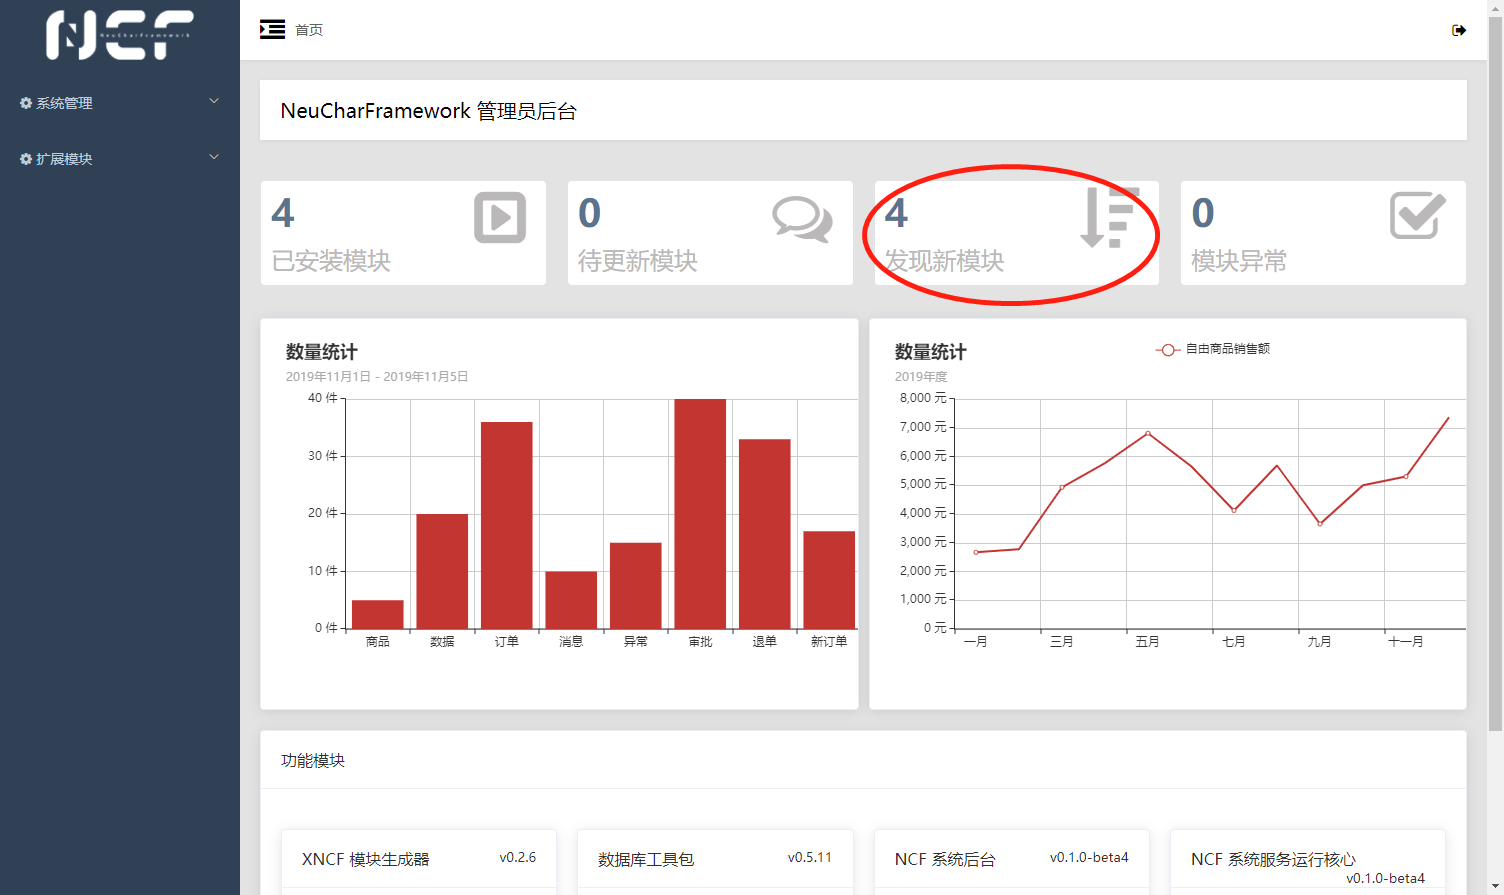 NCF
NeuCharFramework
首页
系统管理
扩展模块
NeuCharFramework 管理员后台
4
已安装模块
0
待更新模块
4
发现新模块
0
模块异常
数量统计
2019年11月1日 - 2019年11月5日
40 件
30 件
20 件
10 件
0 件
商品 数据 订单 消息 异常 审批 退单 新订单
数量统计
2019年度
自由商品销售额
8,000 元
7,000 元
6,000 元
5,000 元
4,000 元
3,000 元
2,000 元
1,000 元
0 元
一月 三月 五月 七月 九月 十一月
功能模块
XNCF 模块生成器 v0.2.6
数据库工具包 v0.5.11
NCF 系统后台 v0.1.0-beta4
NCF 系统服务运行核心
v0.1.0-beta4